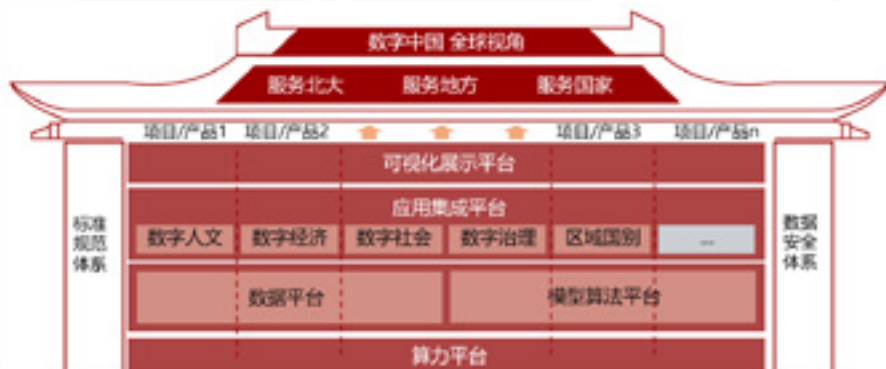 数字中国 全球视角
服务北大 服务地方 服务国家
项目/产品1 项目/产品2 项目/产品3 项目/产品n
可视化展示平台
应用集成平台
数字人文 数字经济 数字社会 数字治理 区域国别 ...
数据平台 模型算法平台
算力平台
标准
规范
体系
数据
安全
体系